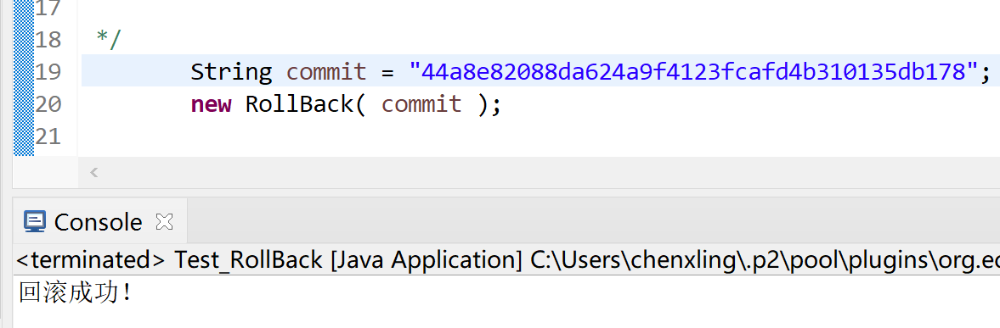 17
18 */
19 String commit = "44a8e82088da624a9f4123fcafd4b310135db178";
20 new RollBack( commit );
21
Console
<terminated> Test_RollBack [Java Application] C:\Users\chenxling\.p2\pool\plugins\org.ec
回滚成功!